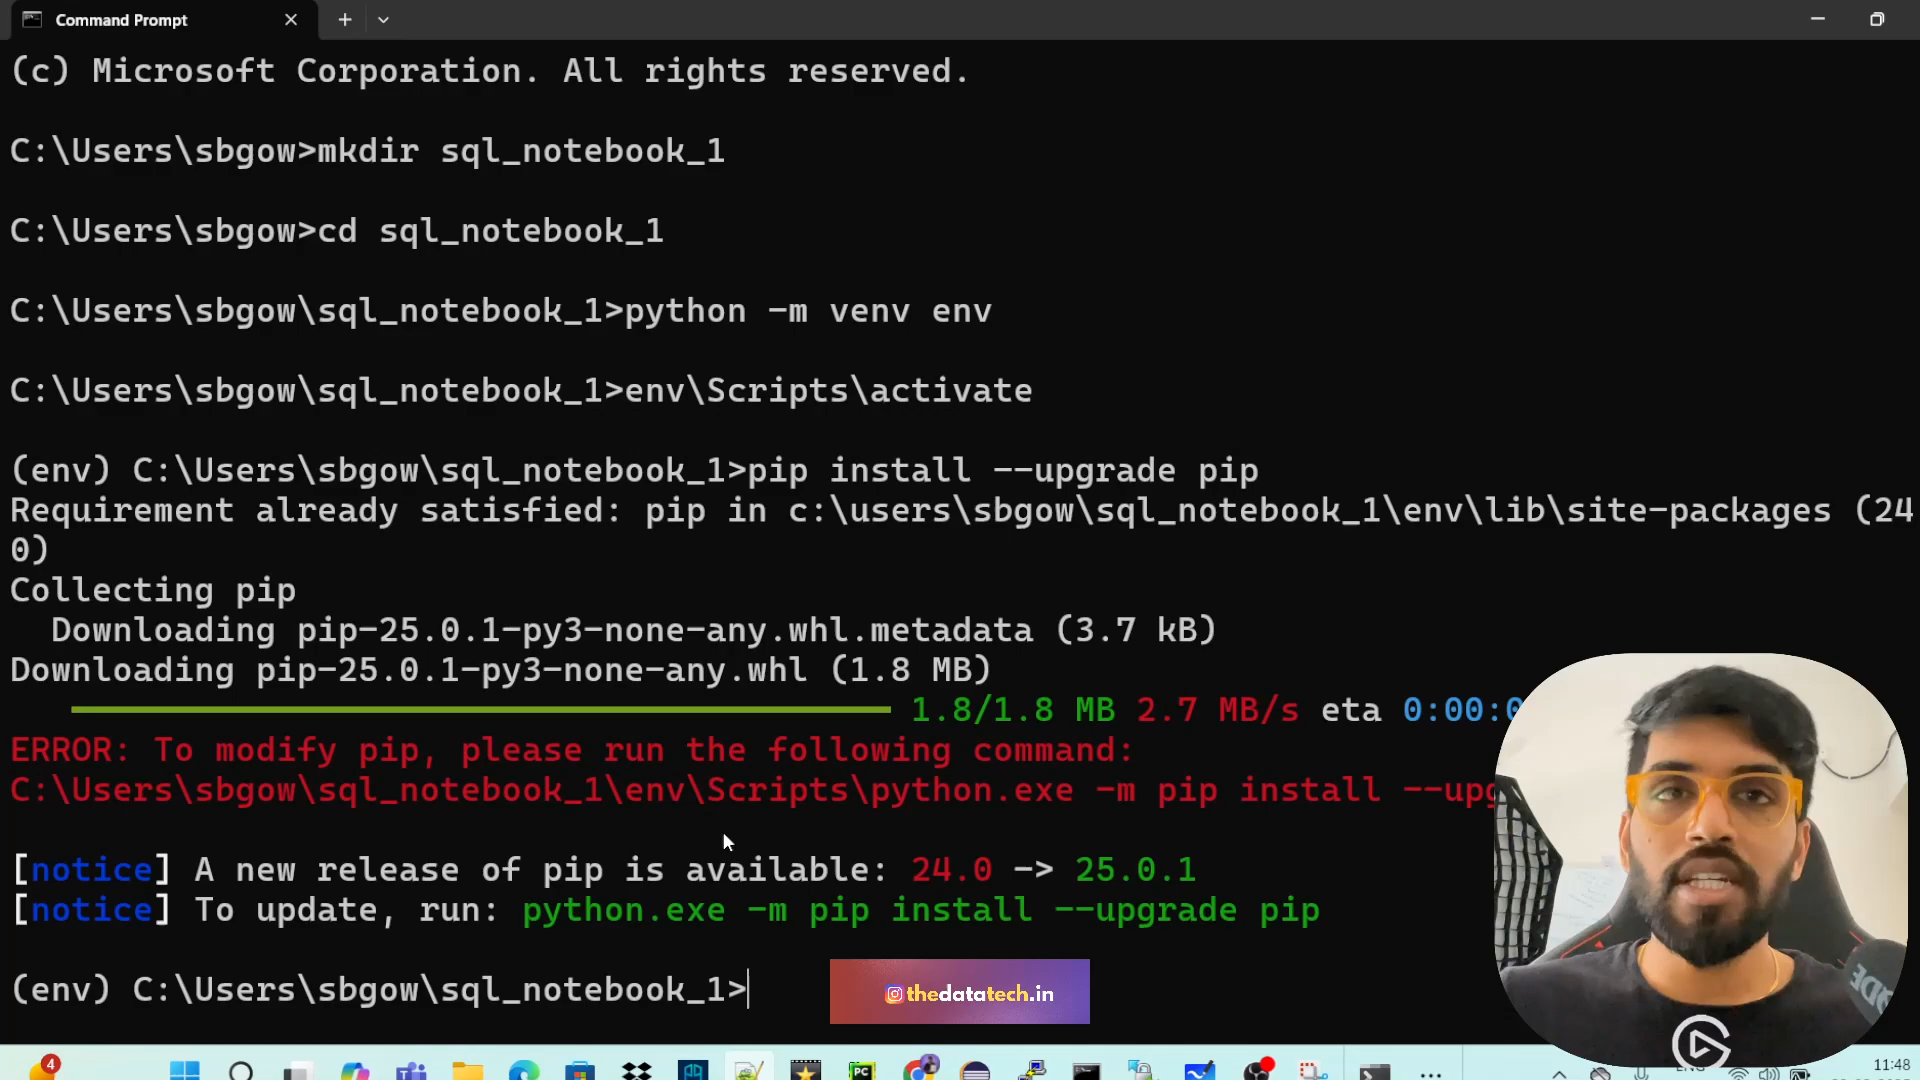 Command Prompt
(c) Microsoft Corporation. All rights reserved.
C:\Users\sbgow>mkdir sql_notebook_1
C:\Users\sbgow>cd sql_notebook_1
C:\Users\sbgow\sql_notebook_1>python -m venv env
C:\Users\sbgow\sql_notebook_1>env\Scripts\activate
(env) C:\Users\sbgow\sql_notebook_1>pip install --upgrade pip
Requirement already satisfied: pip in c:\users\sbgow\sql_notebook_1\env\lib\site-packages (24
0)
Collecting pip
Downloading pip-25.0.1-py3-none-any.whl.metadata (3.7 kB)
Downloading pip-25.0.1-py3-none-any.whl (1.8 MB)
1.8/1.8 MB 2.7 MB/s eta 0:00:0
ERROR: To modify pip, please run the following command:
C:\Users\sbgow\sql_notebook_1\env\Scripts\python.exe -m pip install --upg
[notice] A new release of pip is available: 24.0 -> 25.0.1
[notice] To update, run: python.exe -m pip install --upgrade pip
(env) C:\Users\sbgow\sql_notebook_1>
thedatatech.in
4
PC
11:48